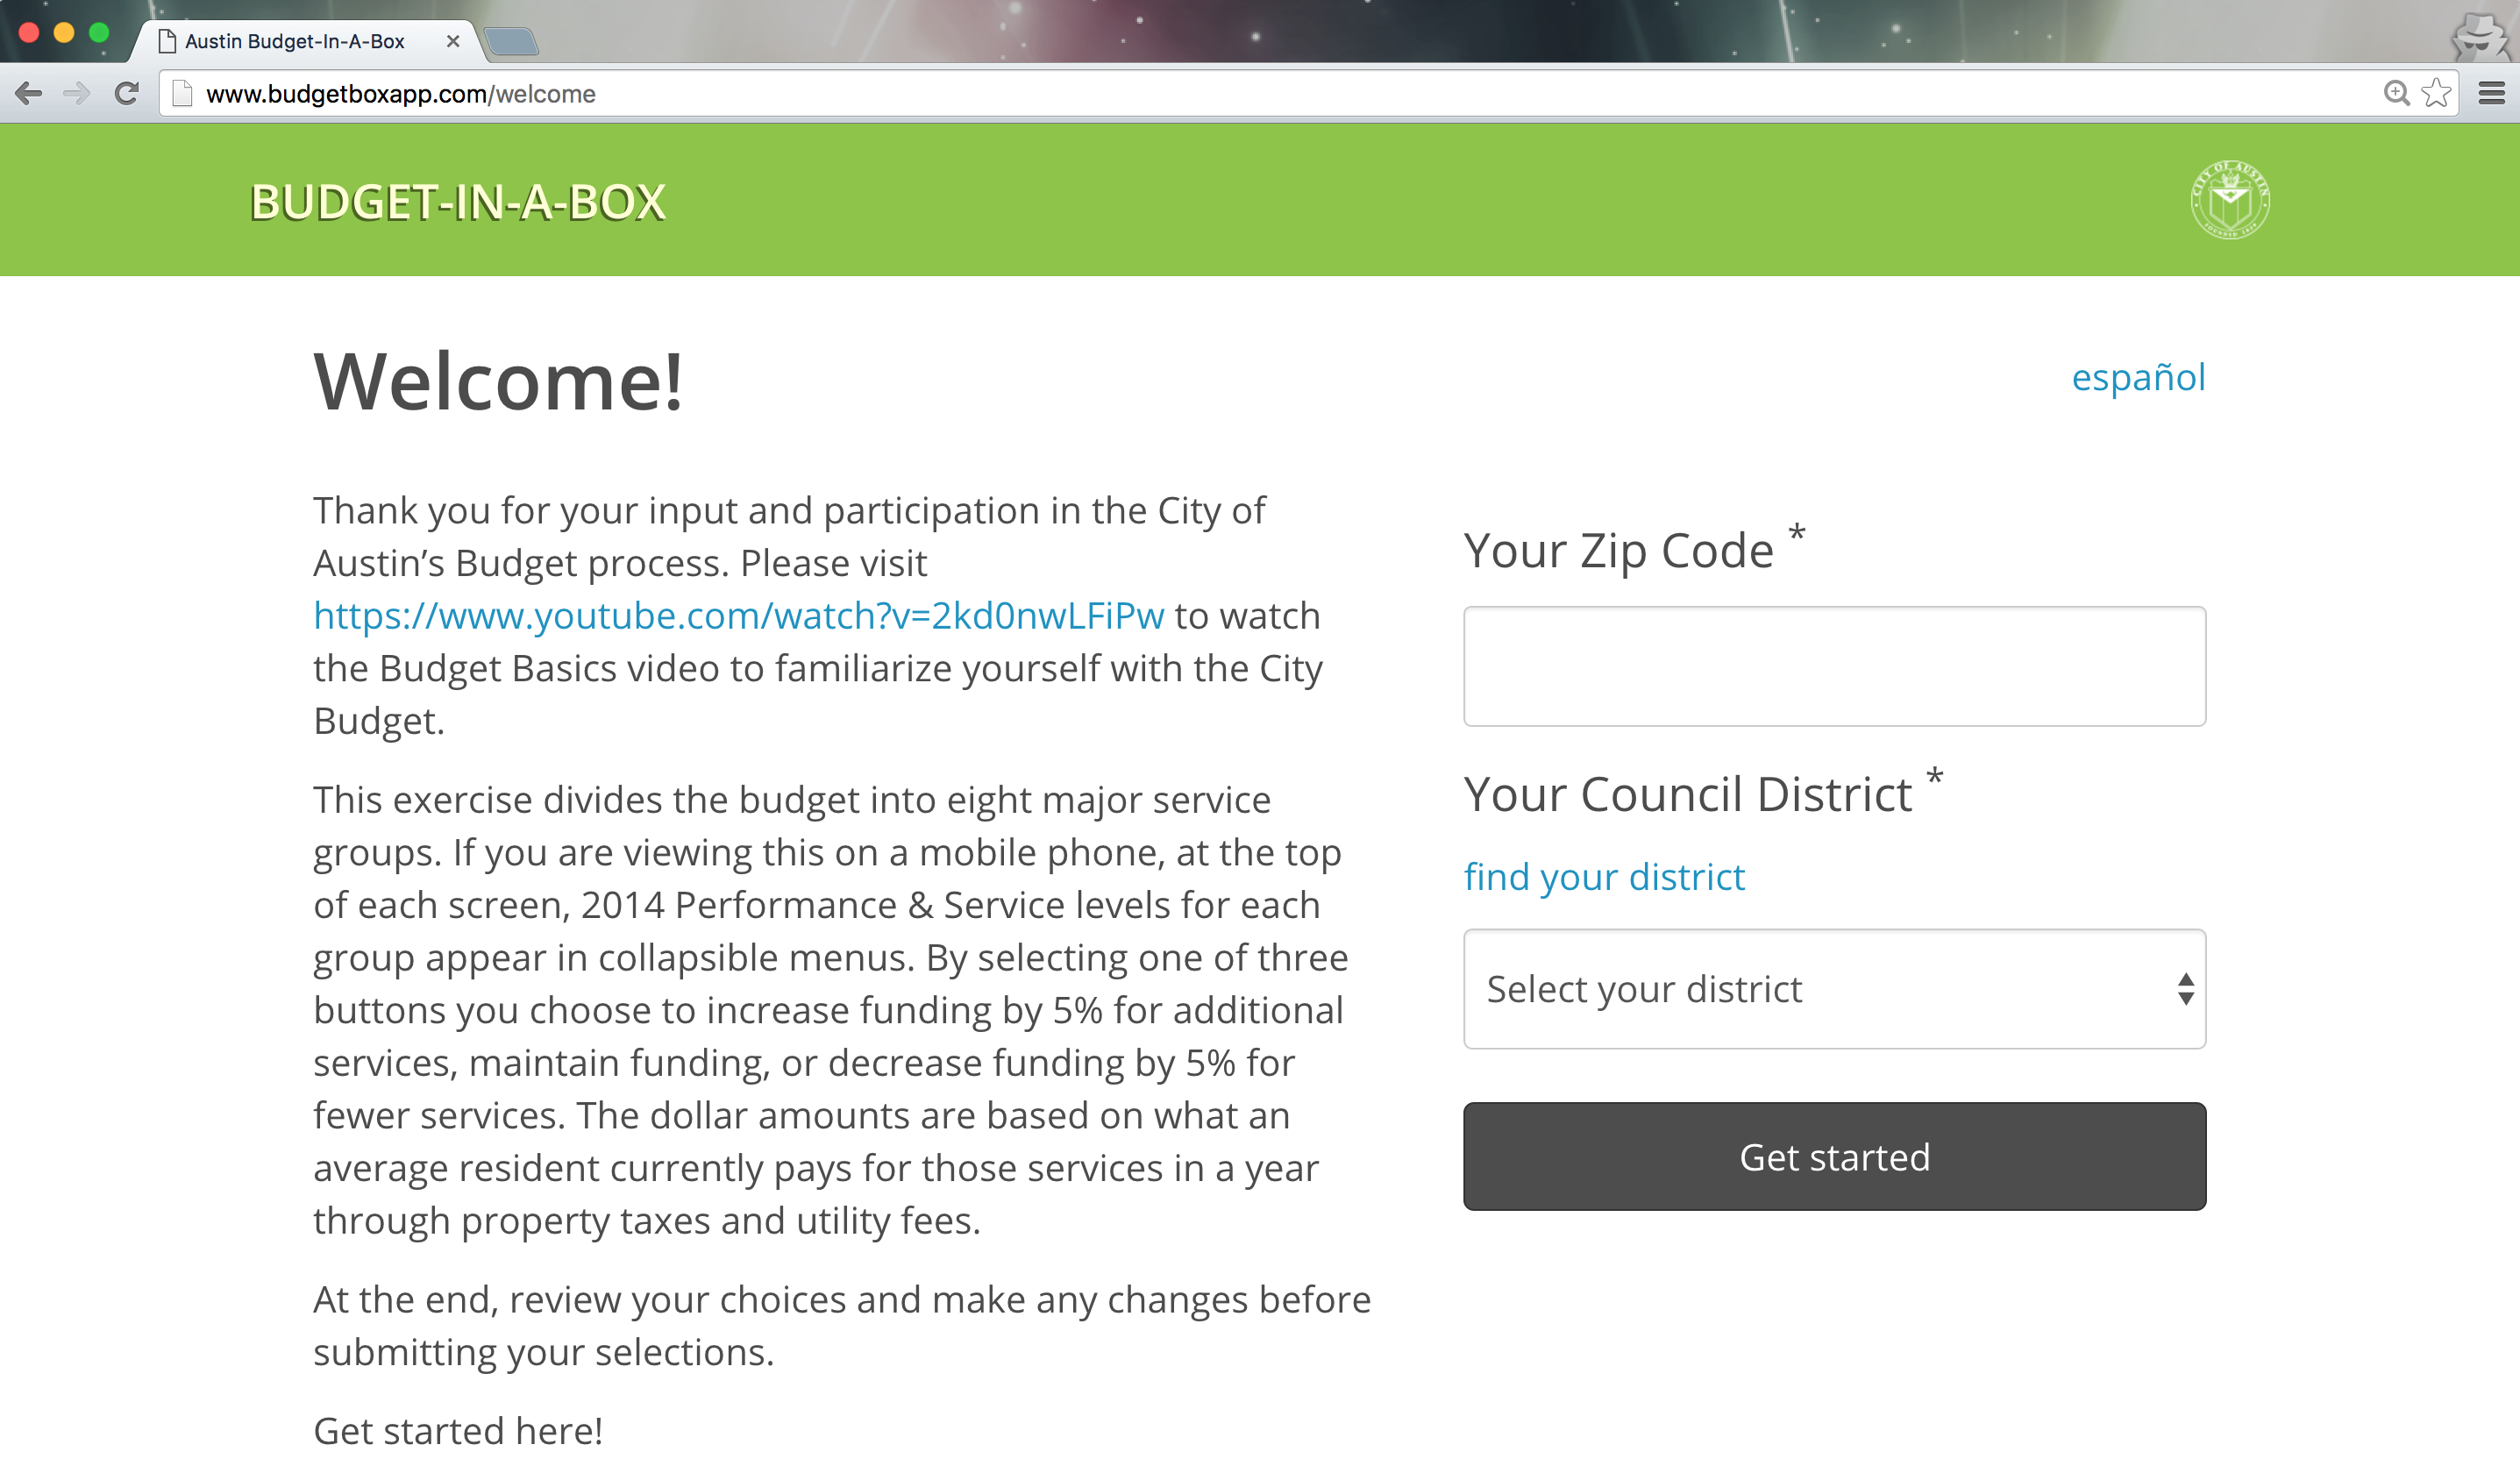 Austin Budget-In-A-Box
www.budgetboxapp.com/welcome
BUDGET-IN-A-BOX
CITY OF AUSTIN
FOUNDED 1839
Welcome!
español
Thank you for your input and participation in the City of
Austin’s Budget process. Please visit
https://www.youtube.com/watch?v=2kd0nwLFiPw to watch
the Budget Basics video to familiarize yourself with the City
Budget.
This exercise divides the budget into eight major service
groups. If you are viewing this on a mobile phone, at the top
of each screen, 2014 Performance & Service levels for each
group appear in collapsible menus. By selecting one of three
buttons you choose to increase funding by 5% for additional
services, maintain funding, or decrease funding by 5% for
fewer services. The dollar amounts are based on what an
average resident currently pays for those services in a year
through property taxes and utility fees.
At the end, review your choices and make any changes before
submitting your selections.
Get started here!
Your Zip Code *
Your Council District *
find your district
Select your district
Get started